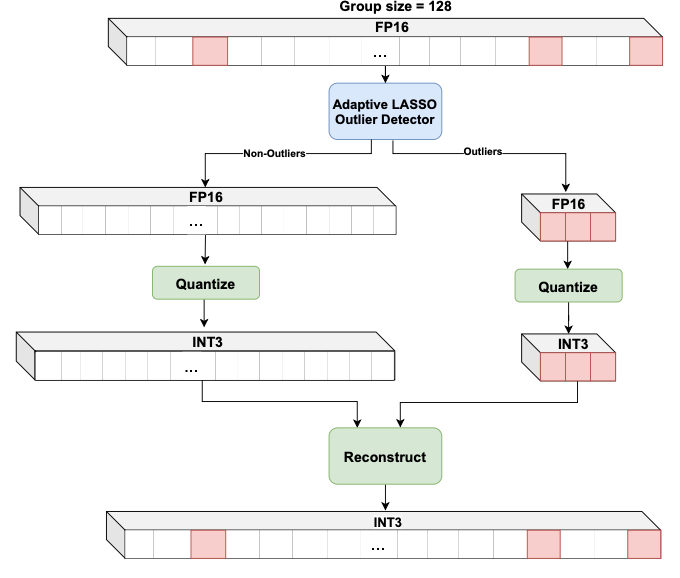 Group size = 128
FP16
...
Adaptive LASSO
Outlier Detector
Non-Outliers
Outliers
FP16
...
FP16
Quantize
Quantize
INT3
...
INT3
Reconstruct
INT3
...